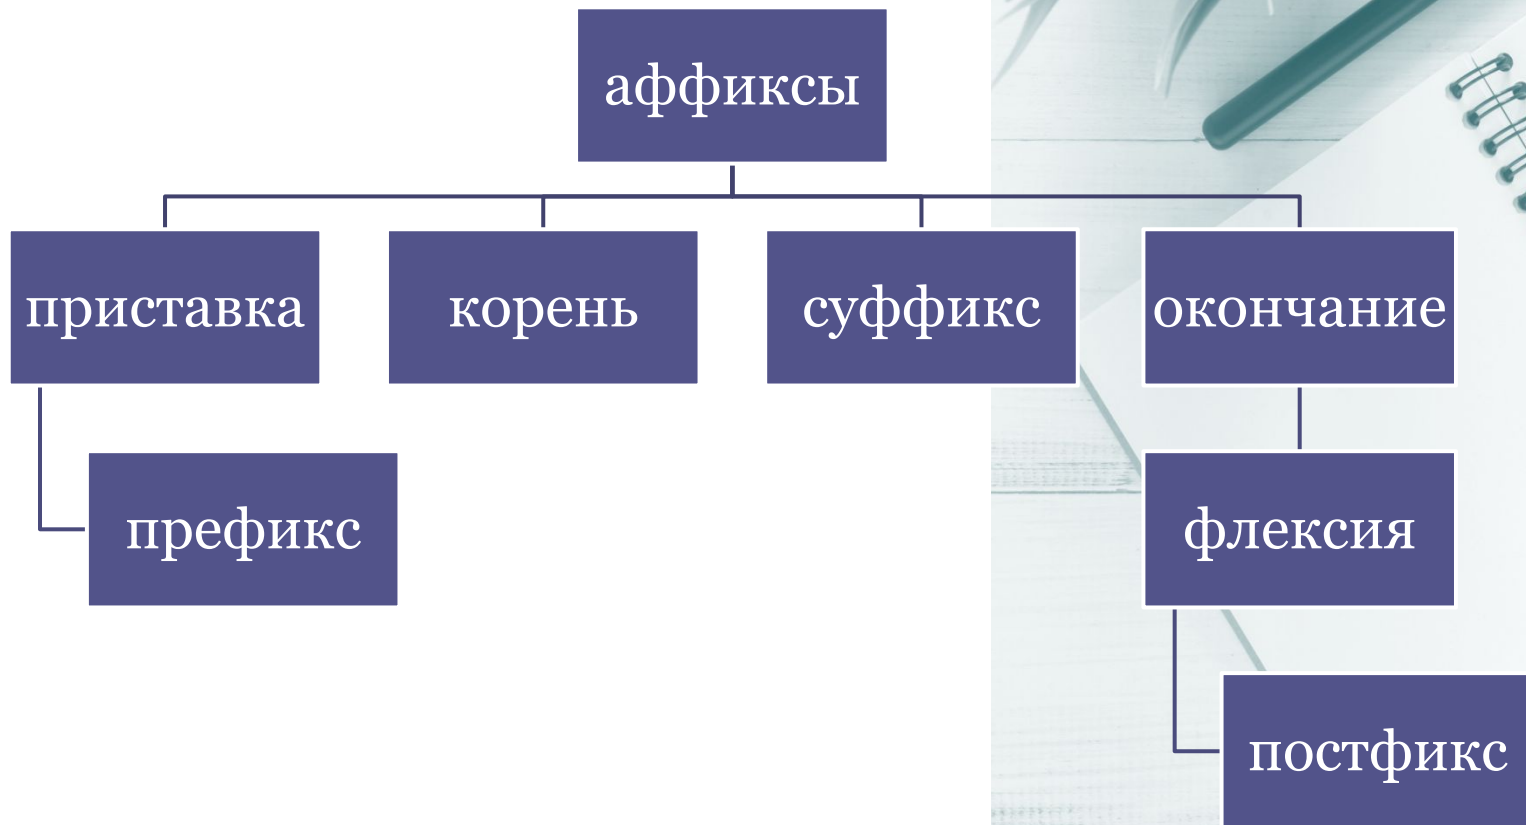 аффиксы
приставка
корень
суффикс
окончание
префикс
флексия
постфикс